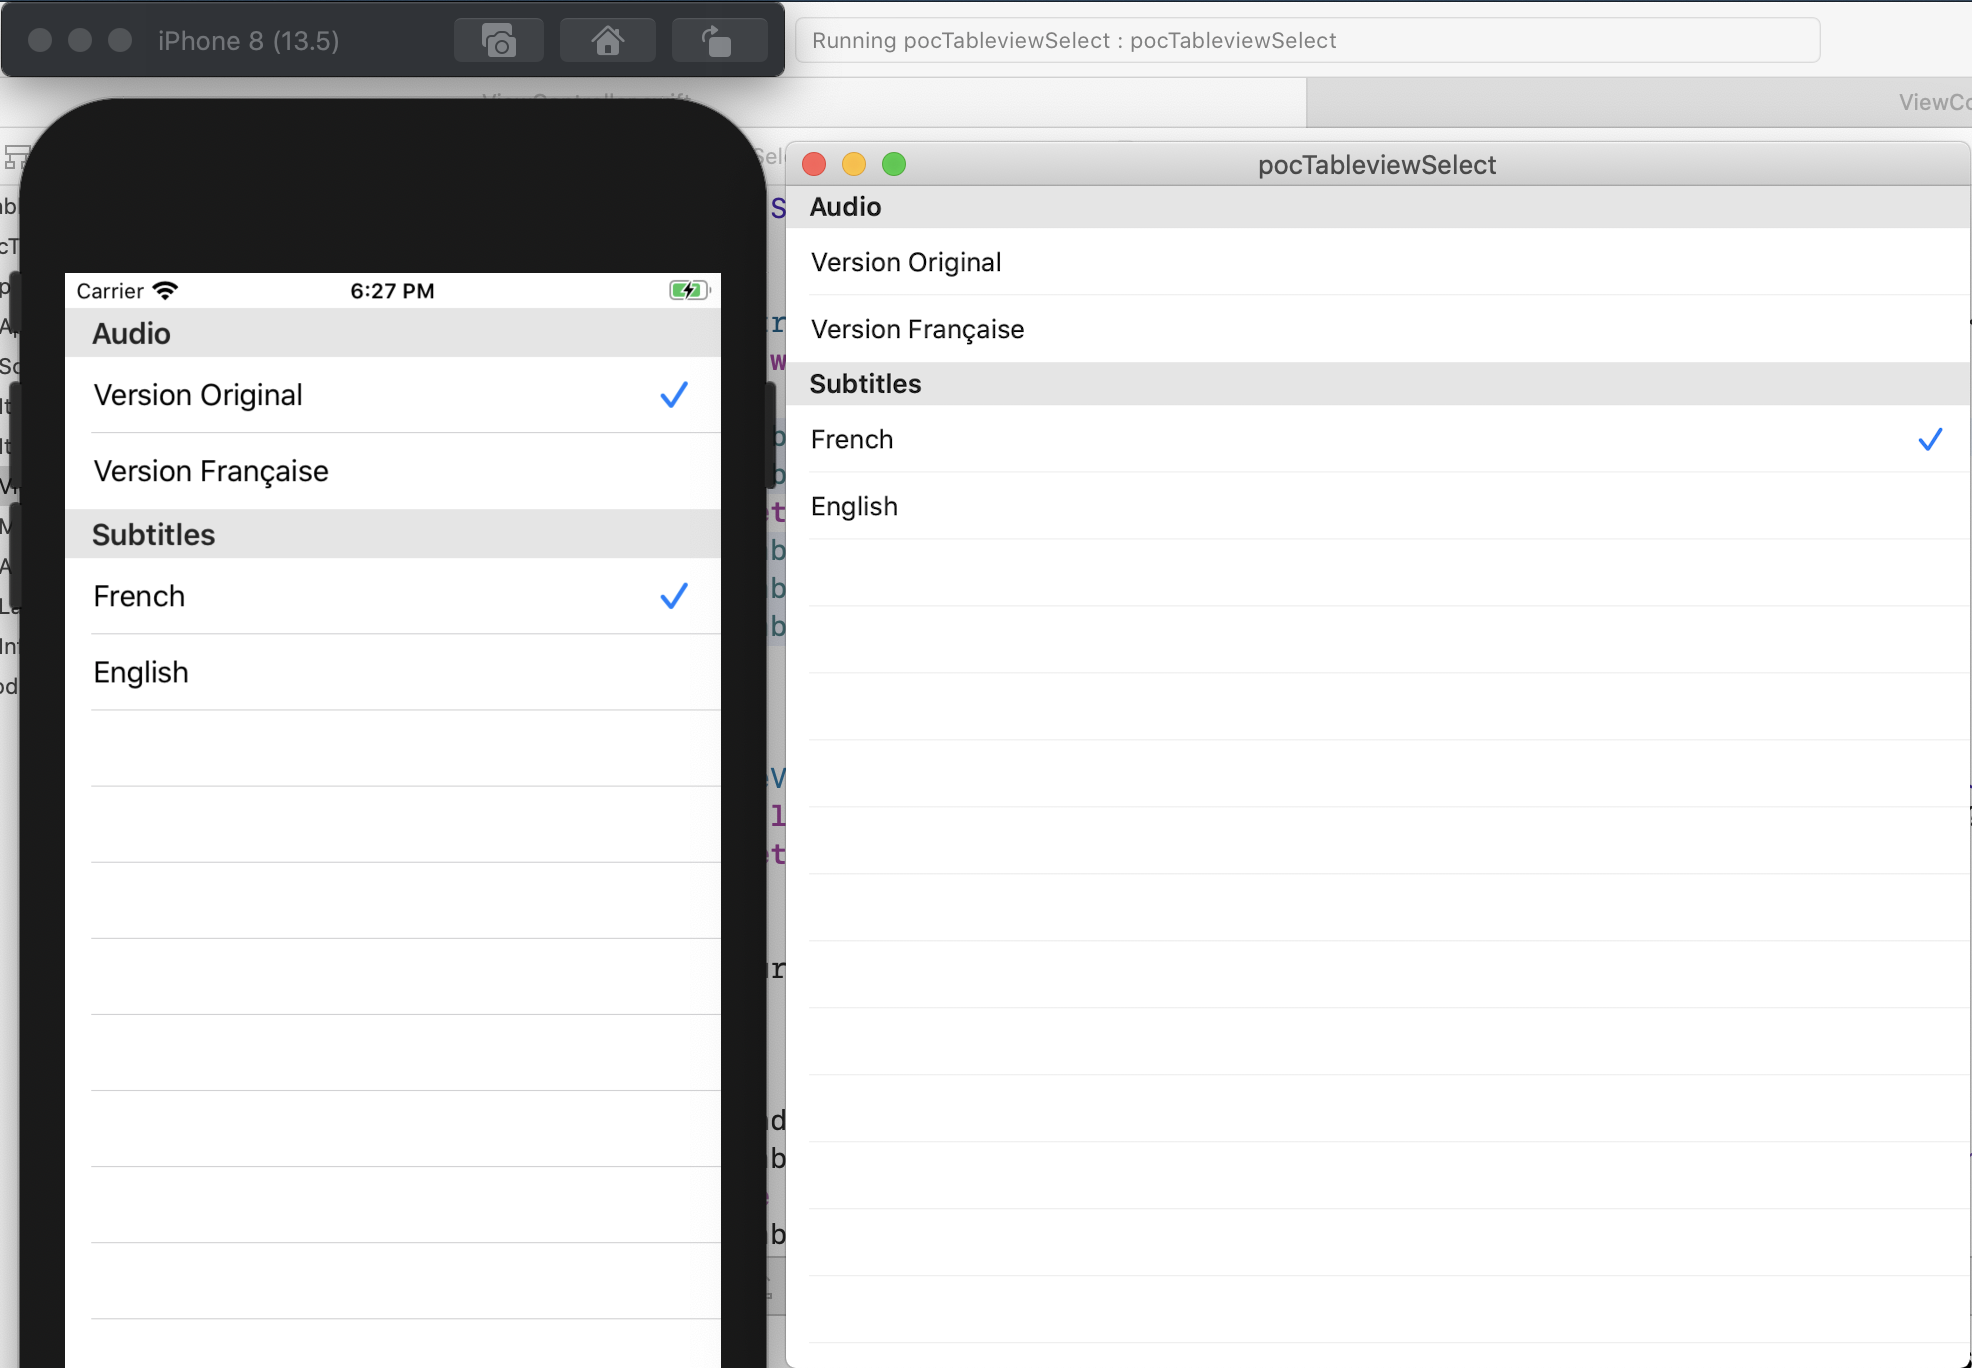 iPhone 8 (13.5)
Running pocTableviewSelect : pocTableviewSelect
Carrier
6:27 PM
Audio
Version Original
Version Française
Subtitles
French
English
pocTableviewSelect
Audio
Version Original
Version Française
Subtitles
French
English